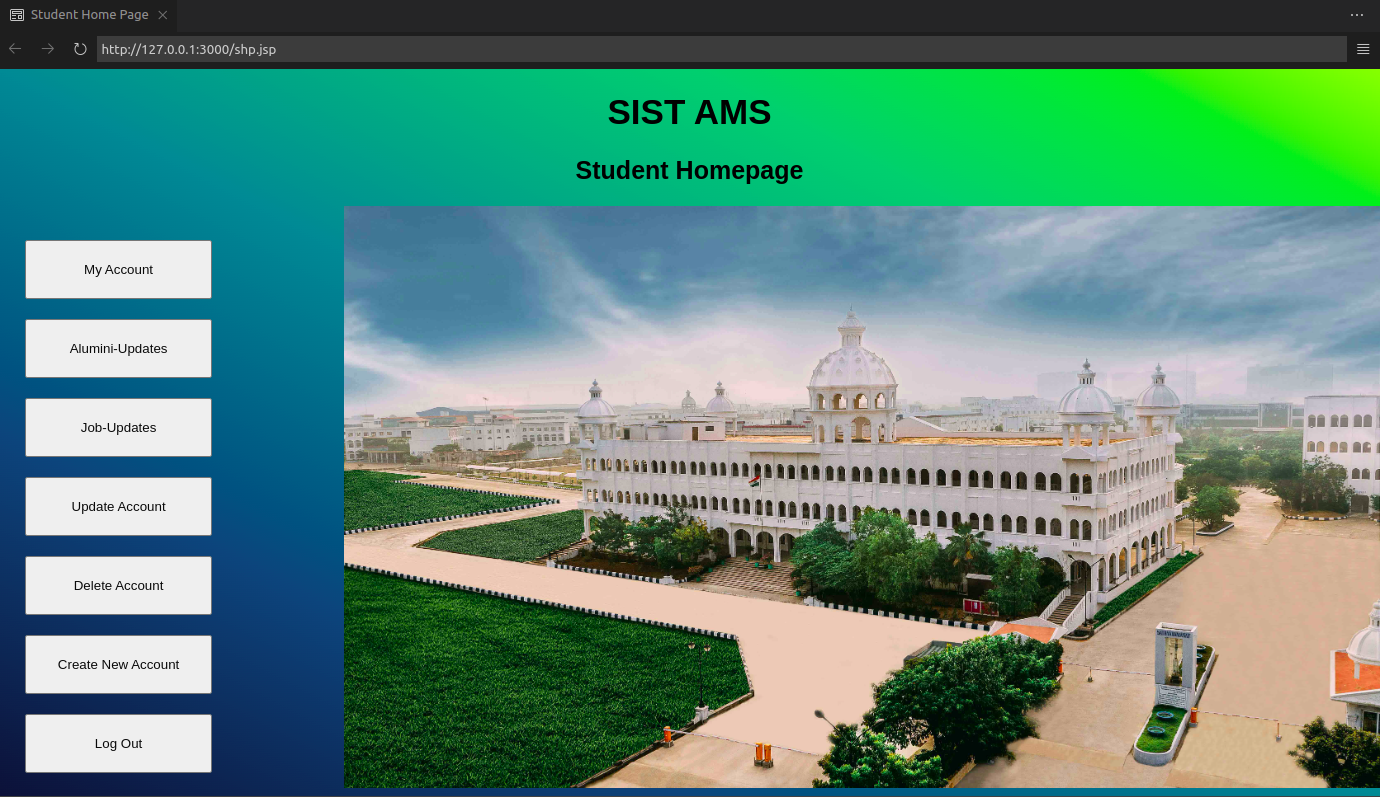 Student Home Page
http://127.0.0.1:3000/shp.jsp
SIST AMS
Student Homepage
My Account
Alumini-Updates
Job-Updates
Update Account
Delete Account
Create New Account
Log Out